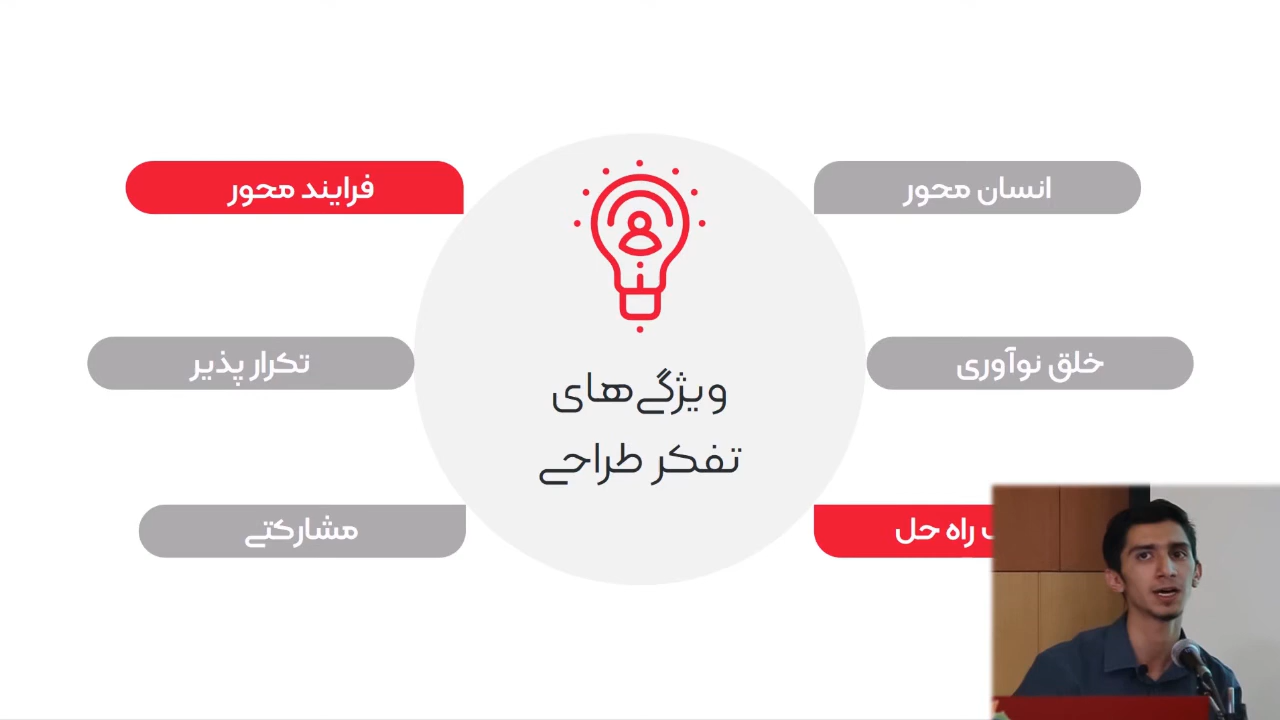 ویژگی‌های
تفکر طراحی
انسان محور
خلق نوآوری
راه حل
فرایند محور
تکرار پذیر
مشارکتی